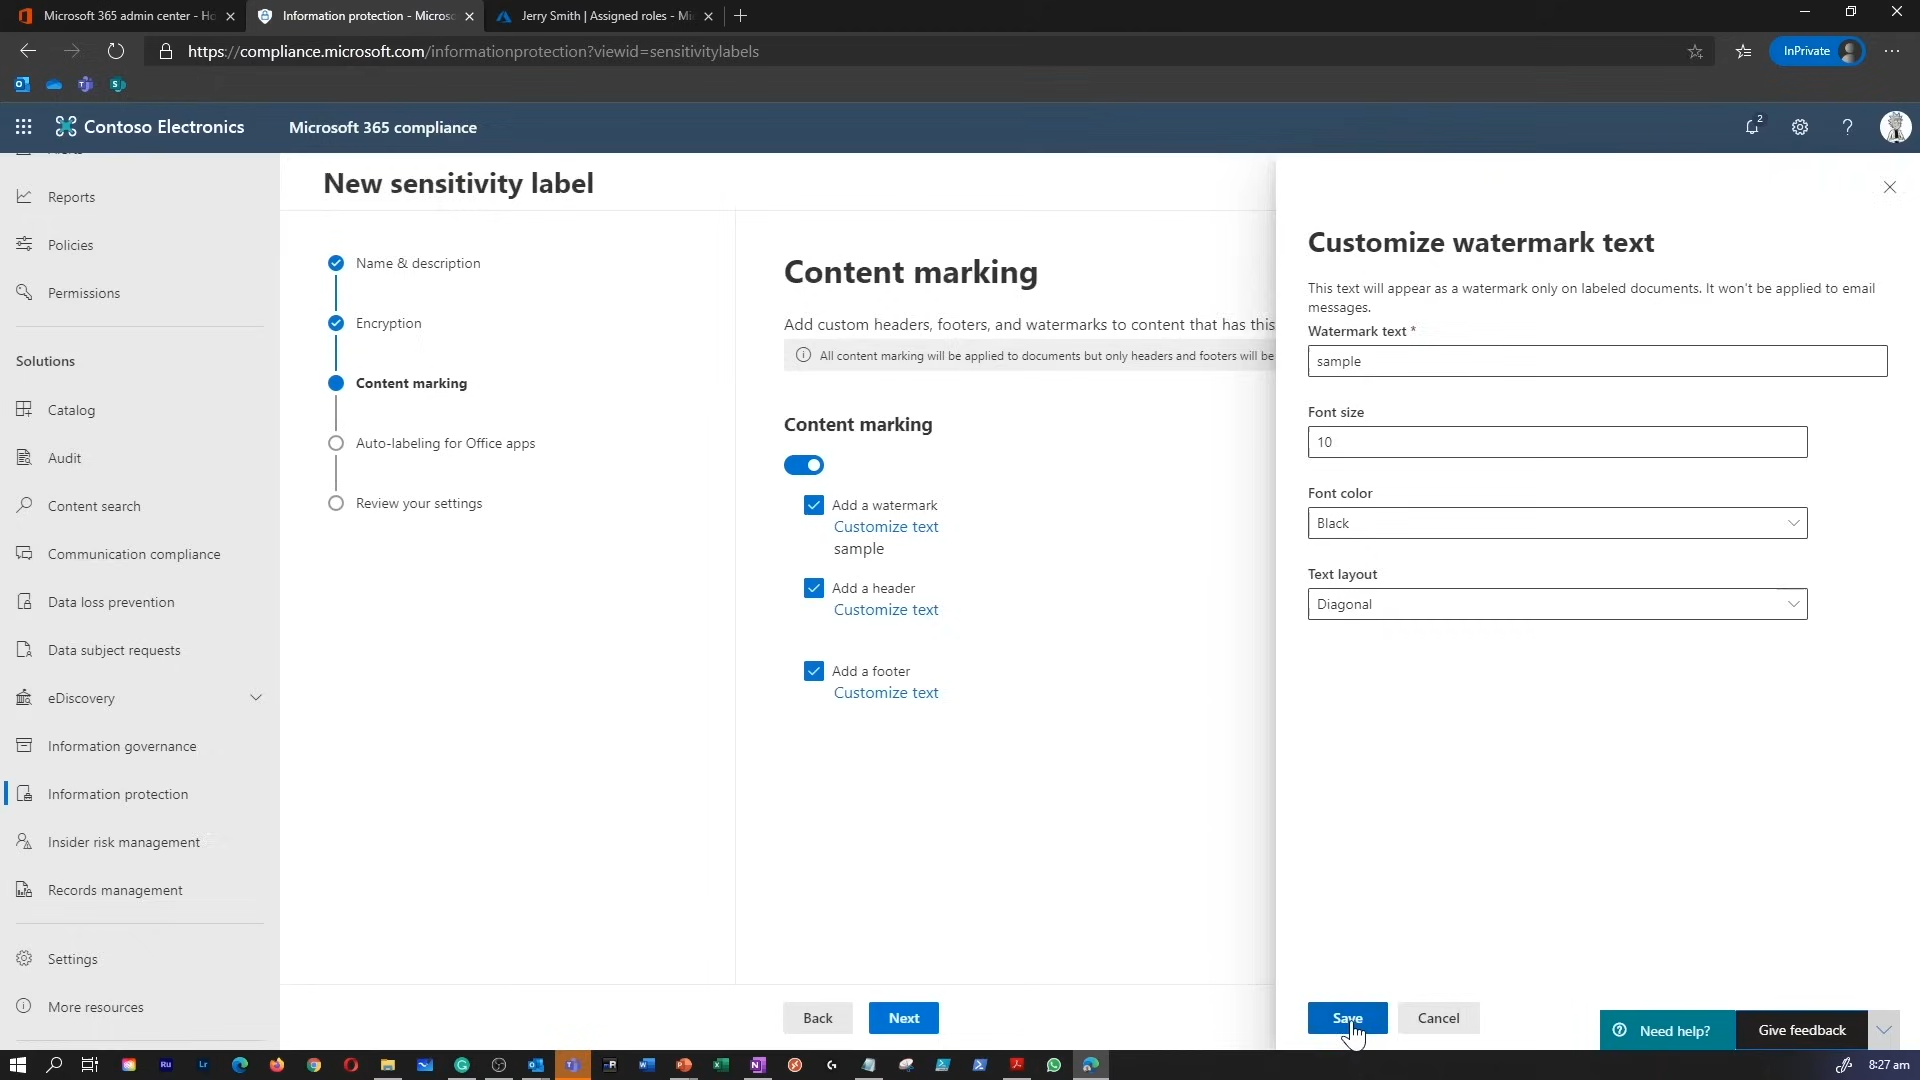 Microsoft 365 admin center - Ho
Information protection - Microso
Jerry Smith | Assigned roles - Mi
https://compliance.microsoft.com/informationprotection?viewid=sensitivitylabels
InPrivate
Contoso Electronics
Microsoft 365 compliance
2
?
Reports
Policies
Permissions
Solutions
Catalog
Audit
Content search
Communication compliance
Data loss prevention
Data subject requests
eDiscovery
Information governance
Information protection
Insider risk management
Records management
Settings
More resources
New sensitivity label
Name & description
Encryption
Content marking
Auto-labeling for Office apps
Review your settings
Content marking
Add custom headers, footers, and watermarks to content that has this
All content marking will be applied to documents but only headers and footers will be
Content marking
Add a watermark
Customize text
sample
Add a header
Customize text
Add a footer
Customize text
Back
Next
Customize watermark text
This text will appear as a watermark only on labeled documents. It won't be applied to email
messages.
Watermark text *
sample
Font size
10
Font color
Black
Text layout
Diagonal
Save
Cancel
Need help?
Give feedback
8:27 am